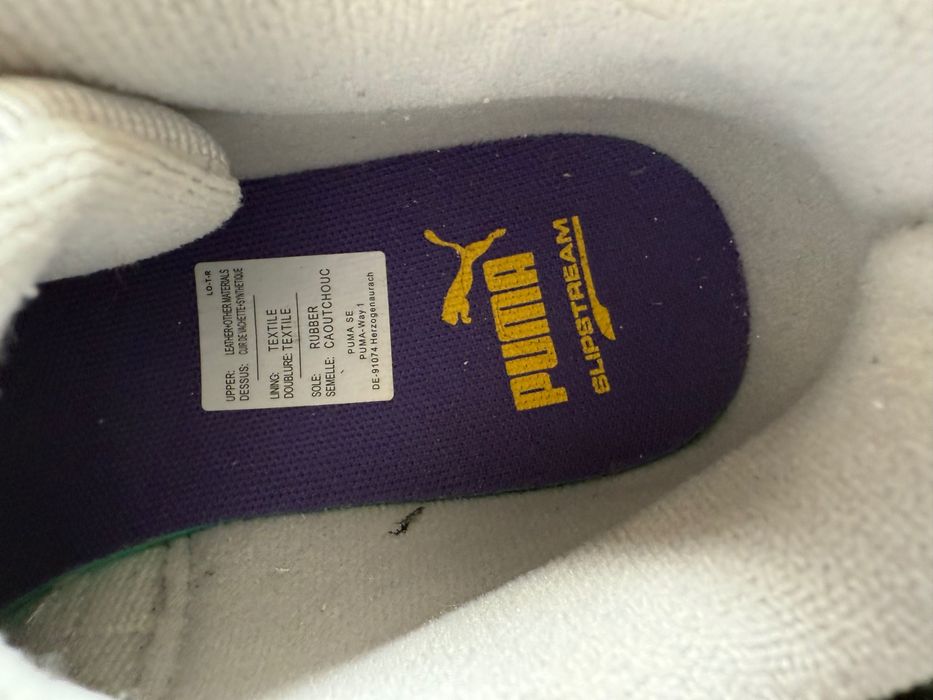 LO-T-R
UPPER: LEATHER+OTHER MATERIALS
DESSUS: CUIR DE VACHETTE+SYNTHETIQUE
LINING: TEXTILE
DOUBLURE: TEXTILE
SOLE: RUBBER
SEMELLE: CAOUTCHOUC
PUMA SE
PUMA-Way 1
DE-91074 Herzogenaurach
PUMA
SLIPSTREAM